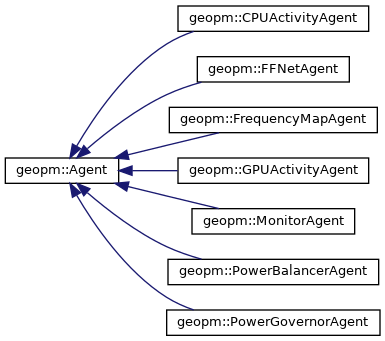 geopm::CPUActivityAgent
geopm::FFNetAgent
geopm::FrequencyMapAgent
geopm::Agent
geopm::GPUActivityAgent
geopm::MonitorAgent
geopm::PowerBalancerAgent
geopm::PowerGovernorAgent